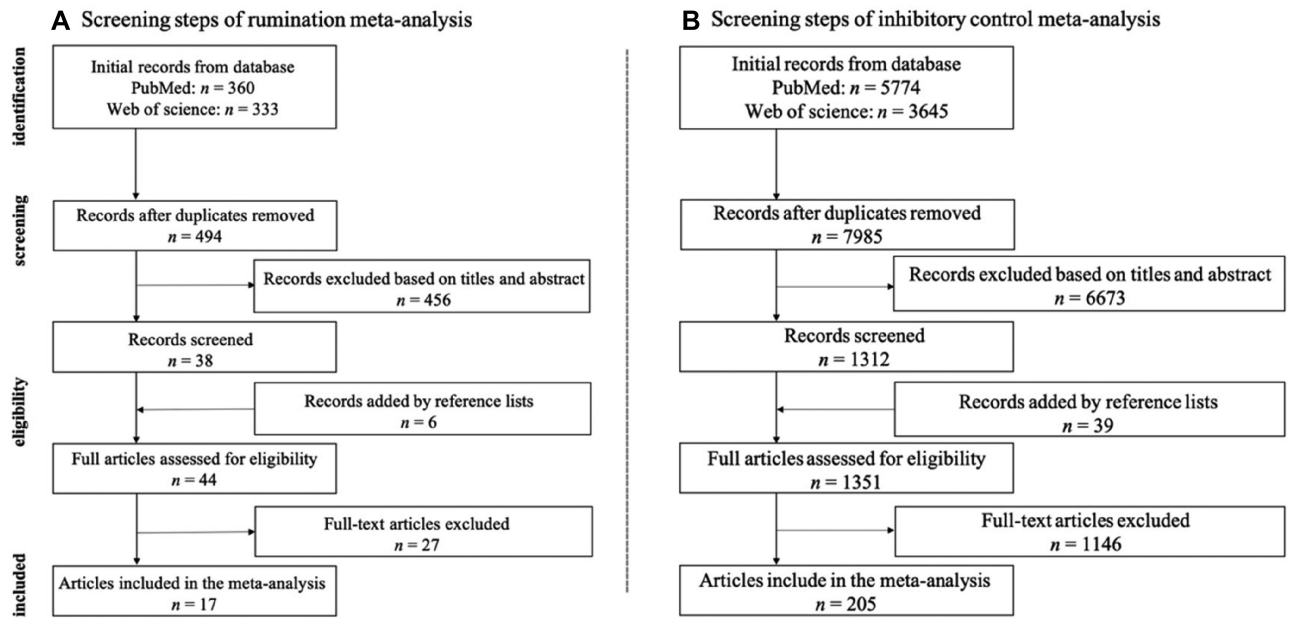 A Screening steps of rumination meta-analysis
identification
Initial records from database
PubMed: n = 360
Web of science: n = 333
screening
Records after duplicates removed
n = 494
Records excluded based on titles and abstract
n = 456
Records screened
n = 38
eligibility
Records added by reference lists
n = 6
Full articles assessed for eligibility
n = 44
Full-text articles excluded
n = 27
included
Articles included in the meta-analysis
n = 17
B Screening steps of inhibitory control meta-analysis
Initial records from database
PubMed: n = 5774
Web of science: n = 3645
Records after duplicates removed
n = 7985
Records excluded based on titles and abstract
n = 6673
Records screened
n = 1312
Records added by reference lists
n = 39
Full articles assessed for eligibility
n = 1351
Full-text articles excluded
n = 1146
Articles include in the meta-analysis
n = 205